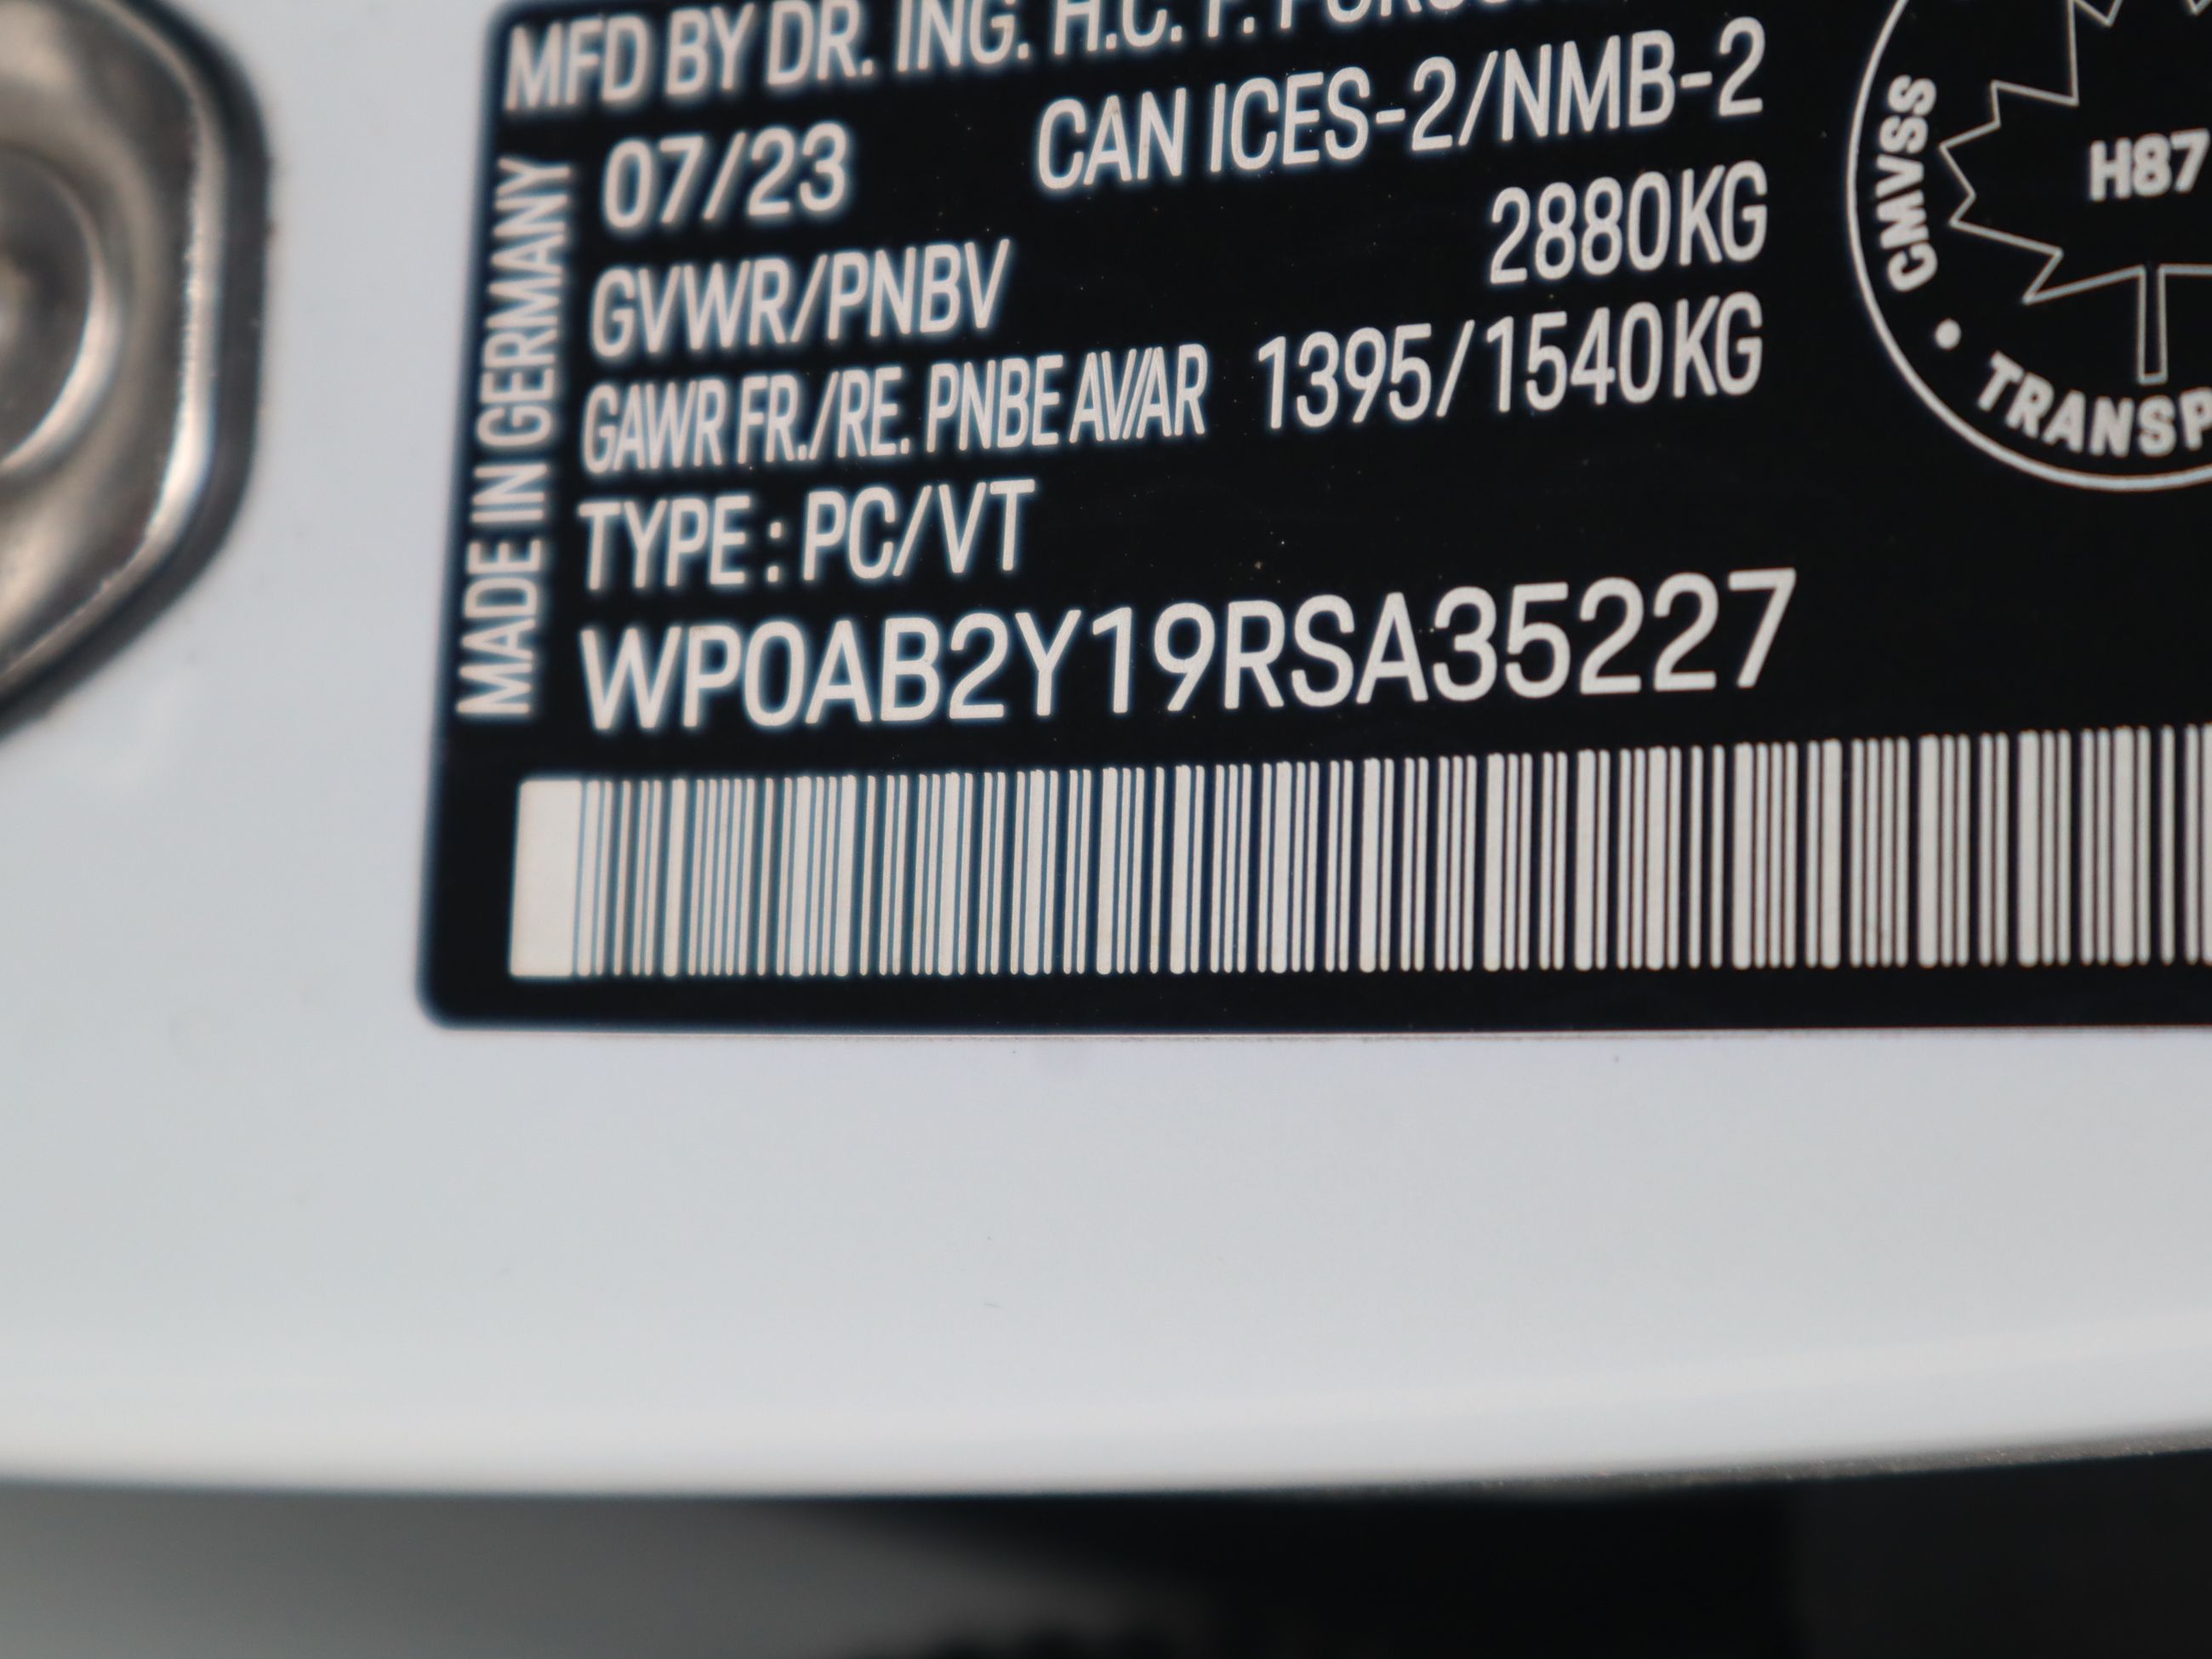 MFD BY DR. ING. H.C. F.
07/23 CAN ICES-2/NMB-2
GVWR/PNBV 2880KG
GAWR FR./RE. PNBE AV/AR 1395/1540KG
TYPE : PC/VT
WP0AB2Y19RSA35227
MADE IN GERMANY
CMVSS • TRANSP
H87